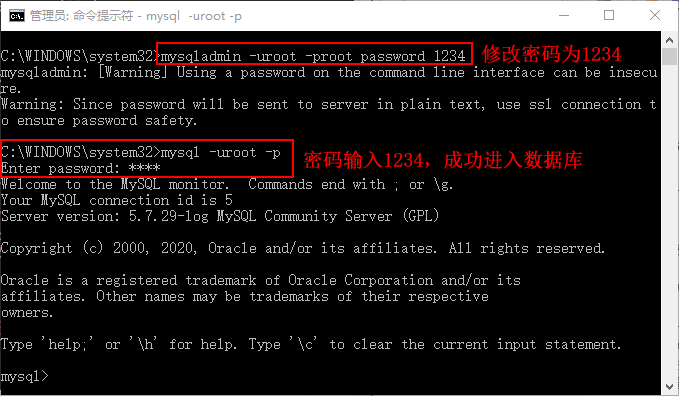 管理员: 命令提示符 - mysql  -uroot -p
C:\WINDOWS\system32>mysqladmin -uroot -proot password 1234 修改密码为1234
mysqladmin: [Warning] Using a password on the command line interface can be insecu
re.
Warning: Since password will be sent to server in plain text, use ssl connection t
o ensure password safety.
C:\WINDOWS\system32>mysql -uroot -p
密码输入1234，成功进入数据库
Enter password: ****
Welcome to the MySQL monitor.  Commands end with ; or \g.
Your MySQL connection id is 5
Server version: 5.7.29-log MySQL Community Server (GPL)
Copyright (c) 2000, 2020, Oracle and/or its affiliates. All rights reserved.
Oracle is a registered trademark of Oracle Corporation and/or its
affiliates. Other names may be trademarks of their respective
owners.
Type 'help;' or '\h' for help. Type '\c' to clear the current input statement.
mysql>